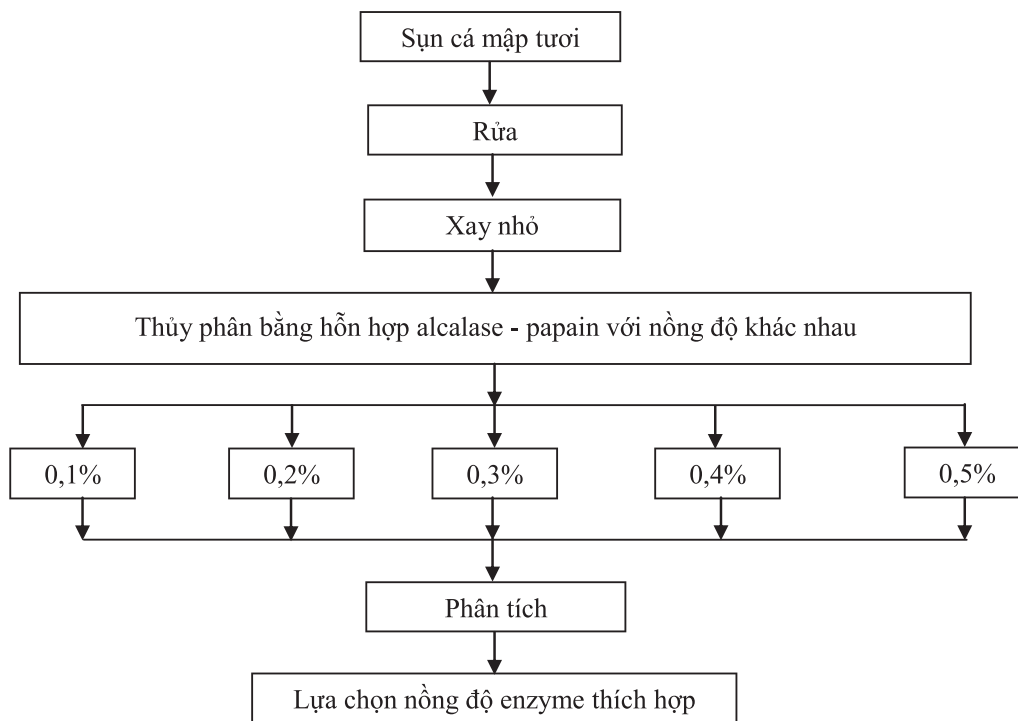 Sụn cá mập tươi
Rửa
Xay nhỏ
Thủy phân bằng hỗn hợp alcalase - papain với nồng độ khác nhau
0,1%
0,2%
0,3%
0,4%
0,5%
Phân tích
Lựa chọn nồng độ enzyme thích hợp